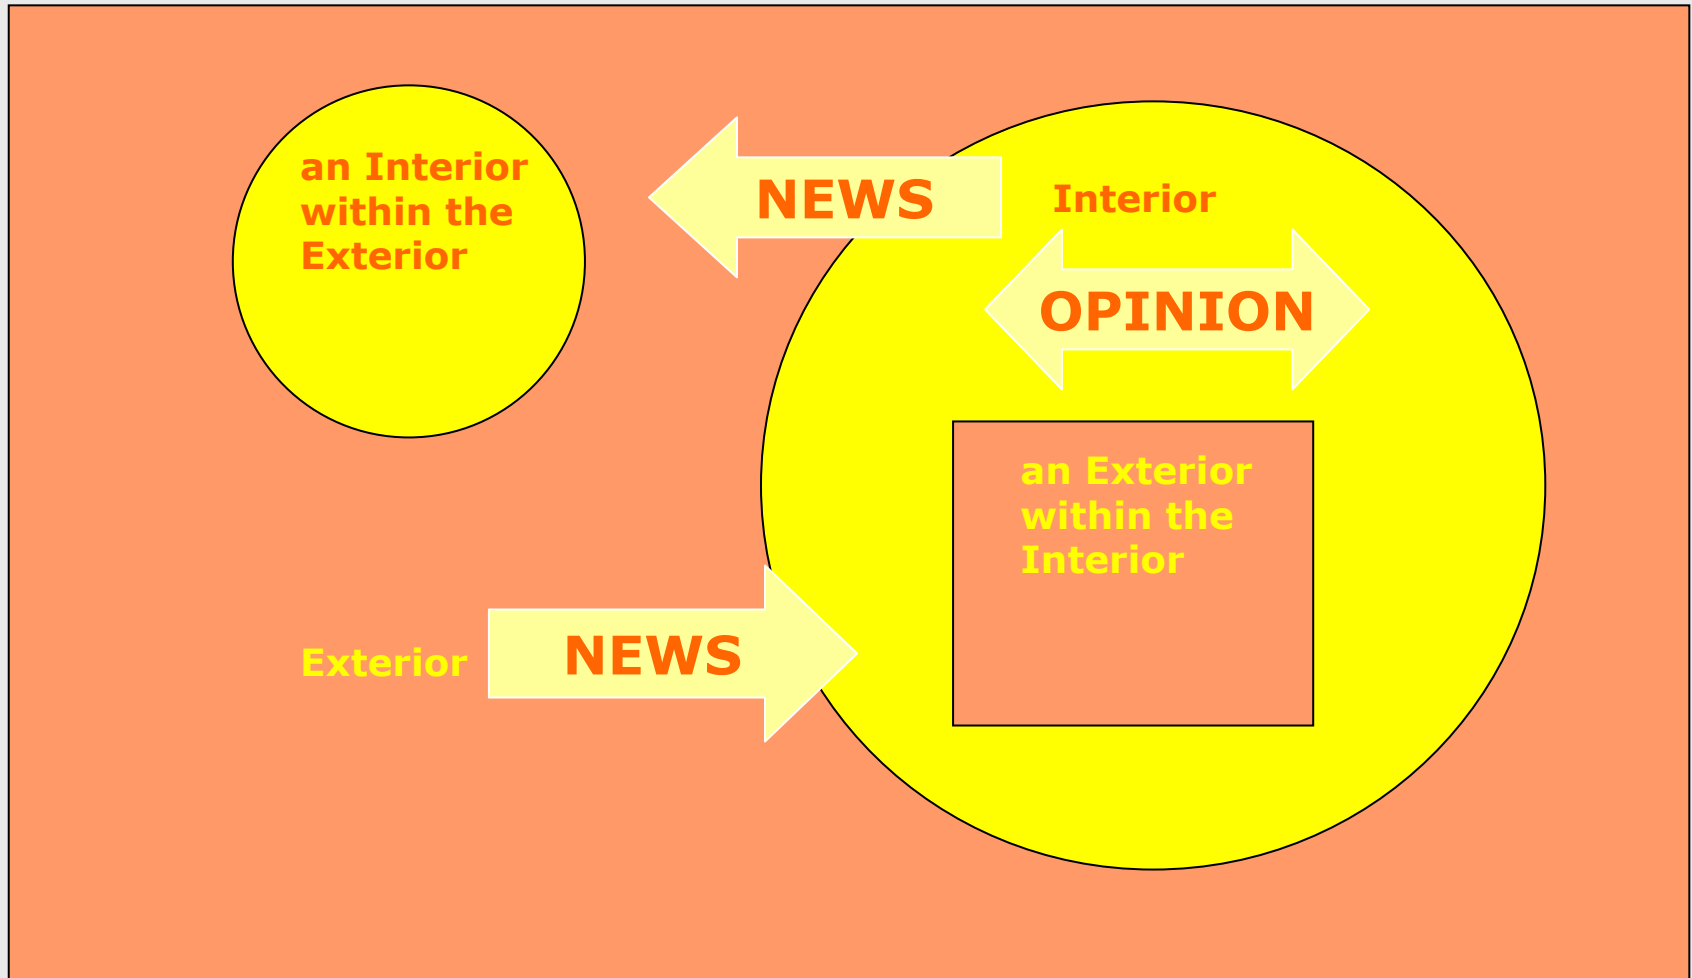 an Interior
within the
Exterior
NEWS
Interior
OPINION
an Exterior
within the
Interior
Exterior
NEWS